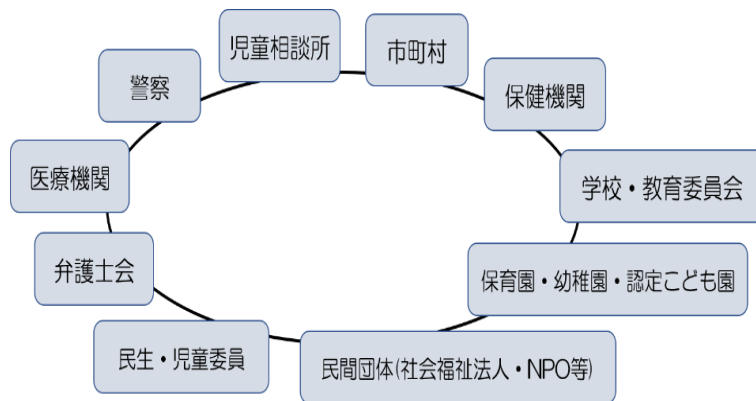 児童相談所
市町村
警察
保健機関
医療機関
学校・教育委員会
弁護士会
保育園・幼稚園・認定こども園
民生・児童委員
民間団体(社会福祉法人・NPO等)